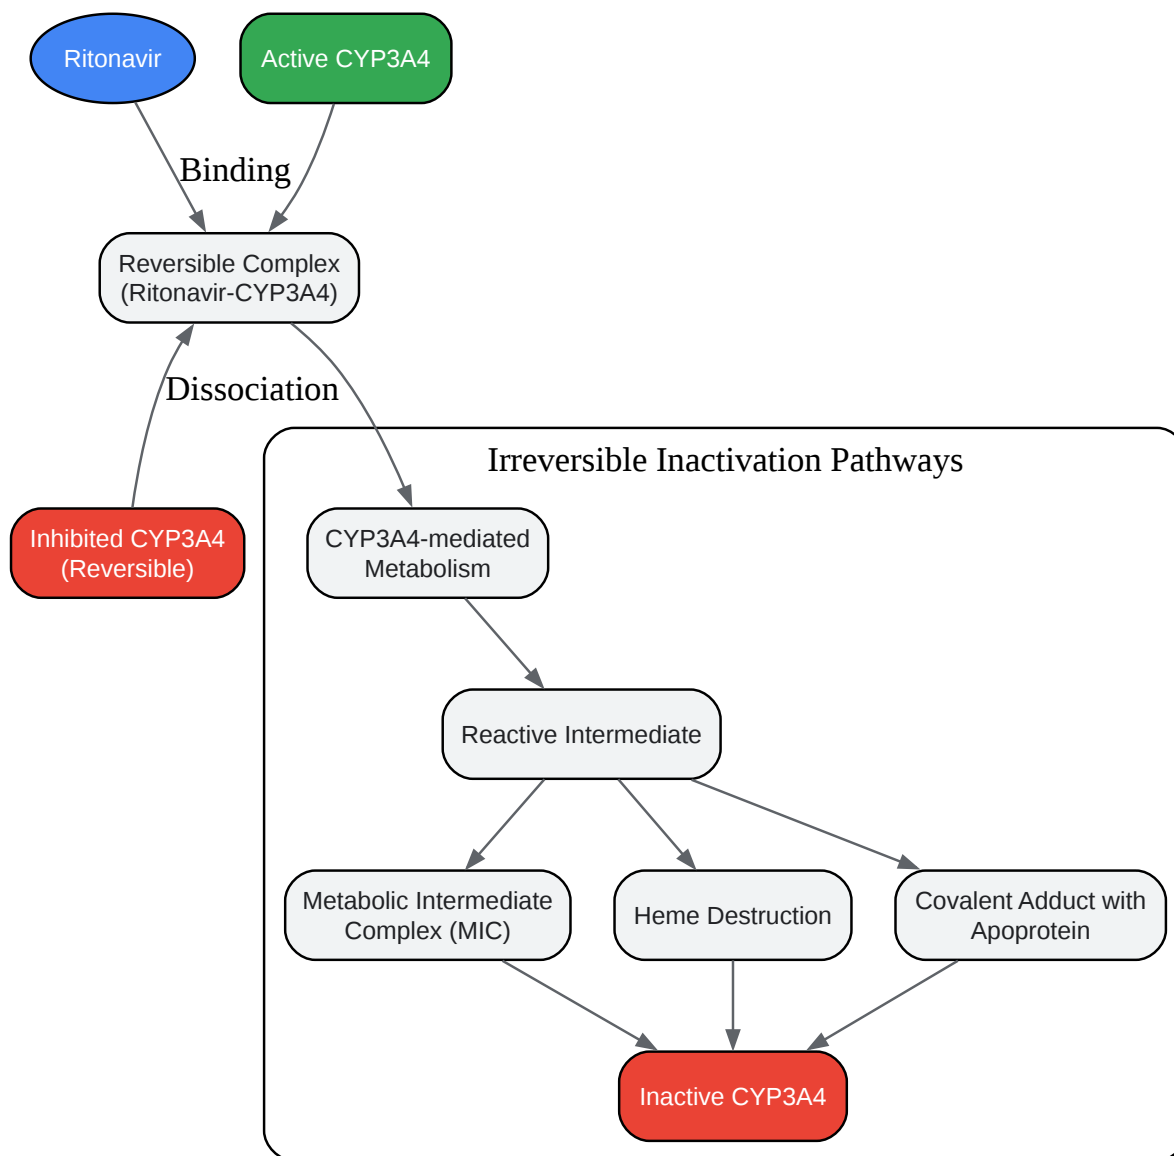 Ritonavir
Active CYP3A4
Binding
Reversible Complex
(Ritonavir-CYP3A4)
Dissociation
Irreversible Inactivation Pathways
Inhibited CYP3A4
(Reversible)
CYP3A4-mediated
Metabolism
Reactive Intermediate
Metabolic Intermediate
Complex (MIC)
Heme Destruction
Covalent Adduct with
Apoprotein
Inactive CYP3A4